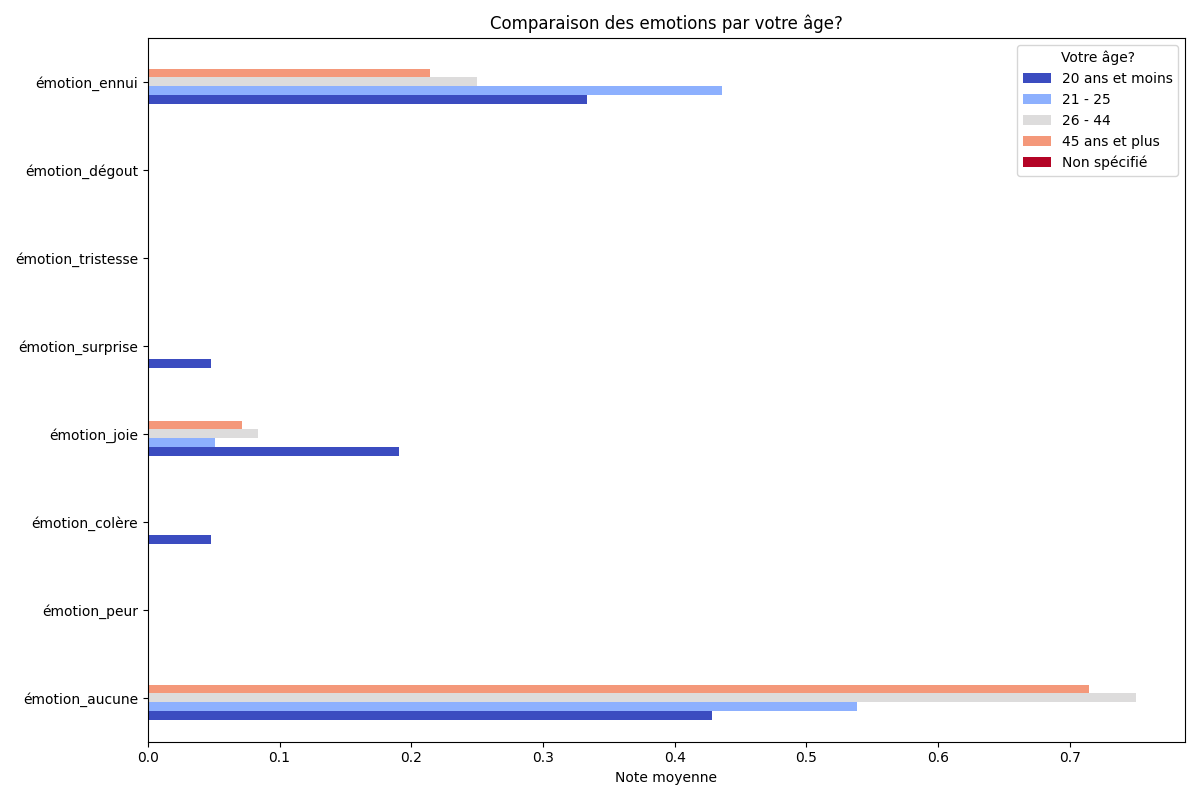 Comparaison des emotions par votre âge?
Votre âge?
20 ans et moins
21 - 25
26 - 44
45 ans et plus
Non spécifié
émotion_ennui
émotion_dégout
émotion_tristesse
émotion_surprise
émotion_joie
émotion_colère
émotion_peur
émotion_aucune
0.0 0.1 0.2 0.3 0.4 0.5 0.6 0.7
Note moyenne